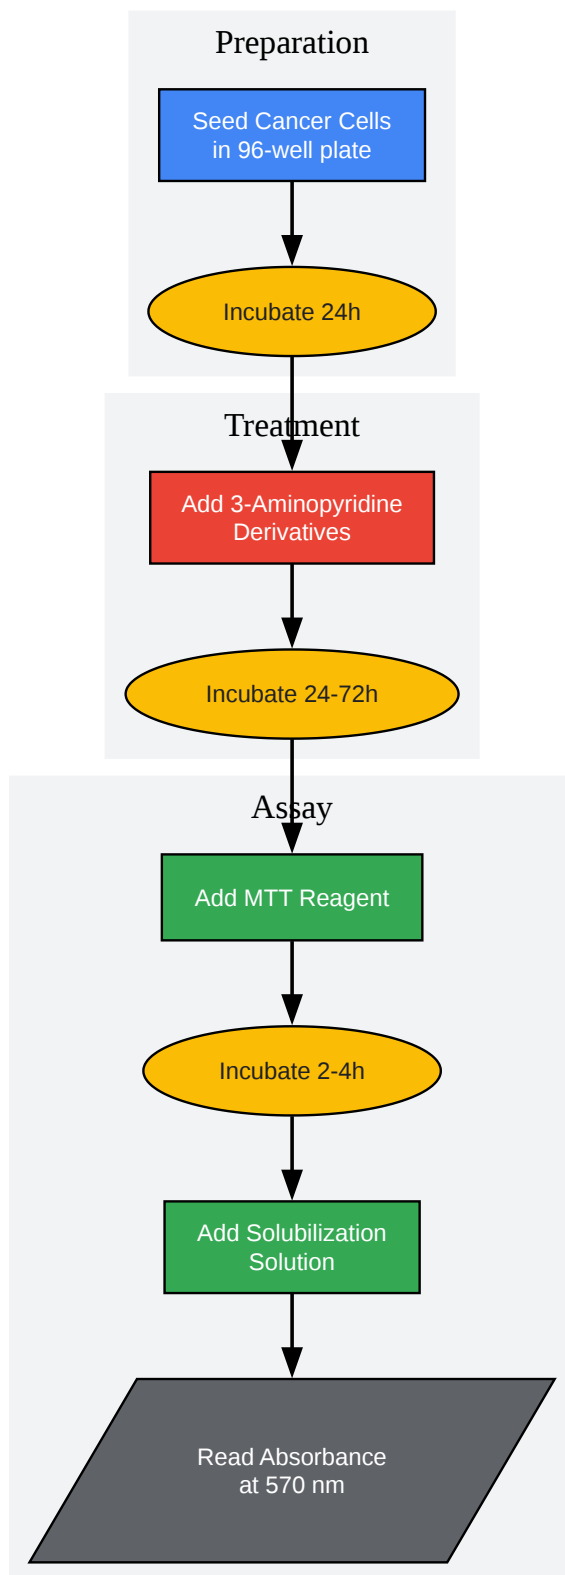 Preparation
Seed Cancer Cells
in 96-well plate
Incubate 24h
Treatment
Add 3-Aminopyridine
Derivatives
Incubate 24-72h
Assay
Add MTT Reagent
Incubate 2-4h
Add Solubilization
Solution
Read Absorbance
at 570 nm